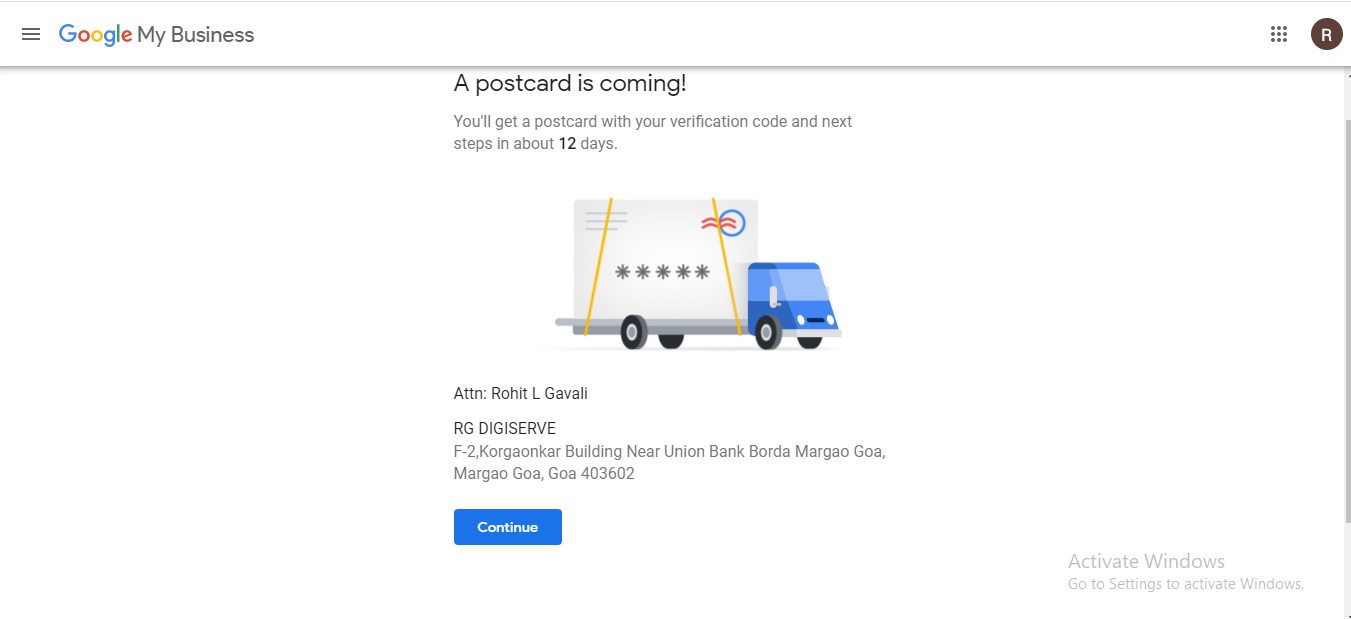 Google My Business
R
A postcard is coming!
You'll get a postcard with your verification code and next
steps in about 12 days.
*****
Attn: Rohit L Gavali
RG DIGISERVE
F-2,Korgaonkar Building Near Union Bank Borda Margao Goa,
Margao Goa, Goa 403602
Continue
Activate Windows
Go to Settings to activate Windows.